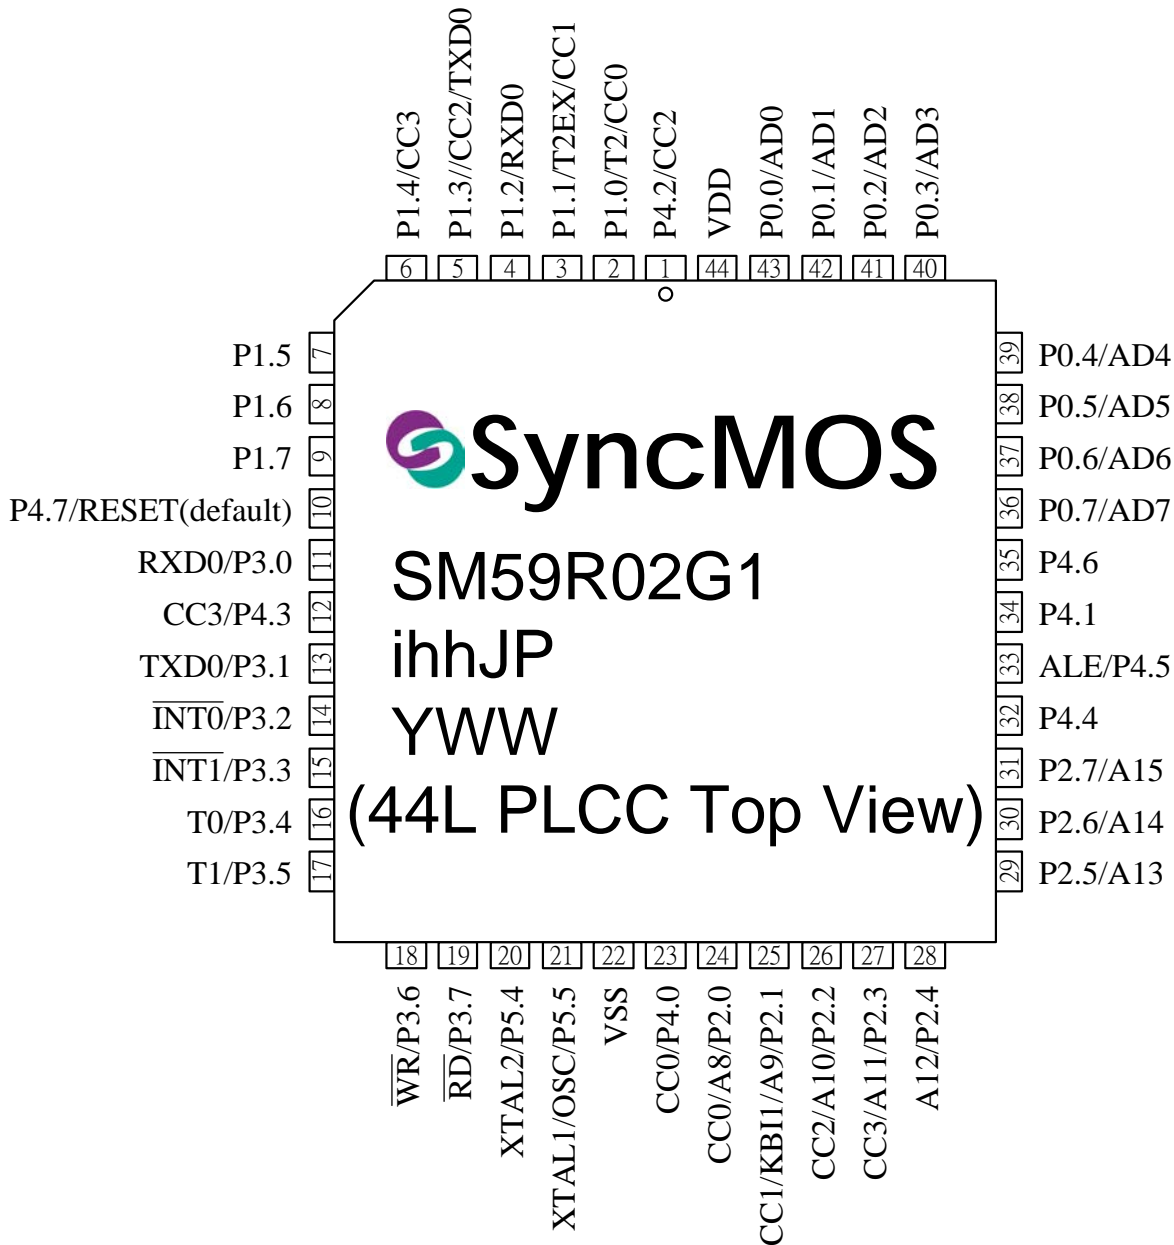 P1.4/CC3
P1.3//CC2/TXD0
P1.2/RXD0
P1.1/T2EX/CC1
P1.0/T2/CC0
P4.2/CC2
VDD
P0.0/AD0
P0.1/AD1
P0.2/AD2
P0.3/AD3
6 5 4 3 2 1 44 43 42 41 40
P1.5 7
P1.6 8
P1.7 9
P4.7/RESET(default) 10
RXD0/P3.0 11
CC3/P4.3 12
TXD0/P3.1 13
INT0/P3.2 14
INT1/P3.3 15
T0/P3.4 16
T1/P3.5 17
SyncMOS
SM59R02G1
ihhJP
YWW
(44L PLCC Top View)
39 P0.4/AD4
38 P0.5/AD5
37 P0.6/AD6
36 P0.7/AD7
35 P4.6
34 P4.1
33 ALE/P4.5
32 P4.4
31 P2.7/A15
30 P2.6/A14
29 P2.5/A13
18 19 20 21 22 23 24 25 26 27 28
WR/P3.6
RD/P3.7
XTAL2/P5.4
XTAL1/OSC/P5.5
VSS
CC0/P4.0
CC0/A8/P2.0
CC1/KBI1/A9/P2.1
CC2/A10/P2.2
CC3/A11/P2.3
A12/P2.4